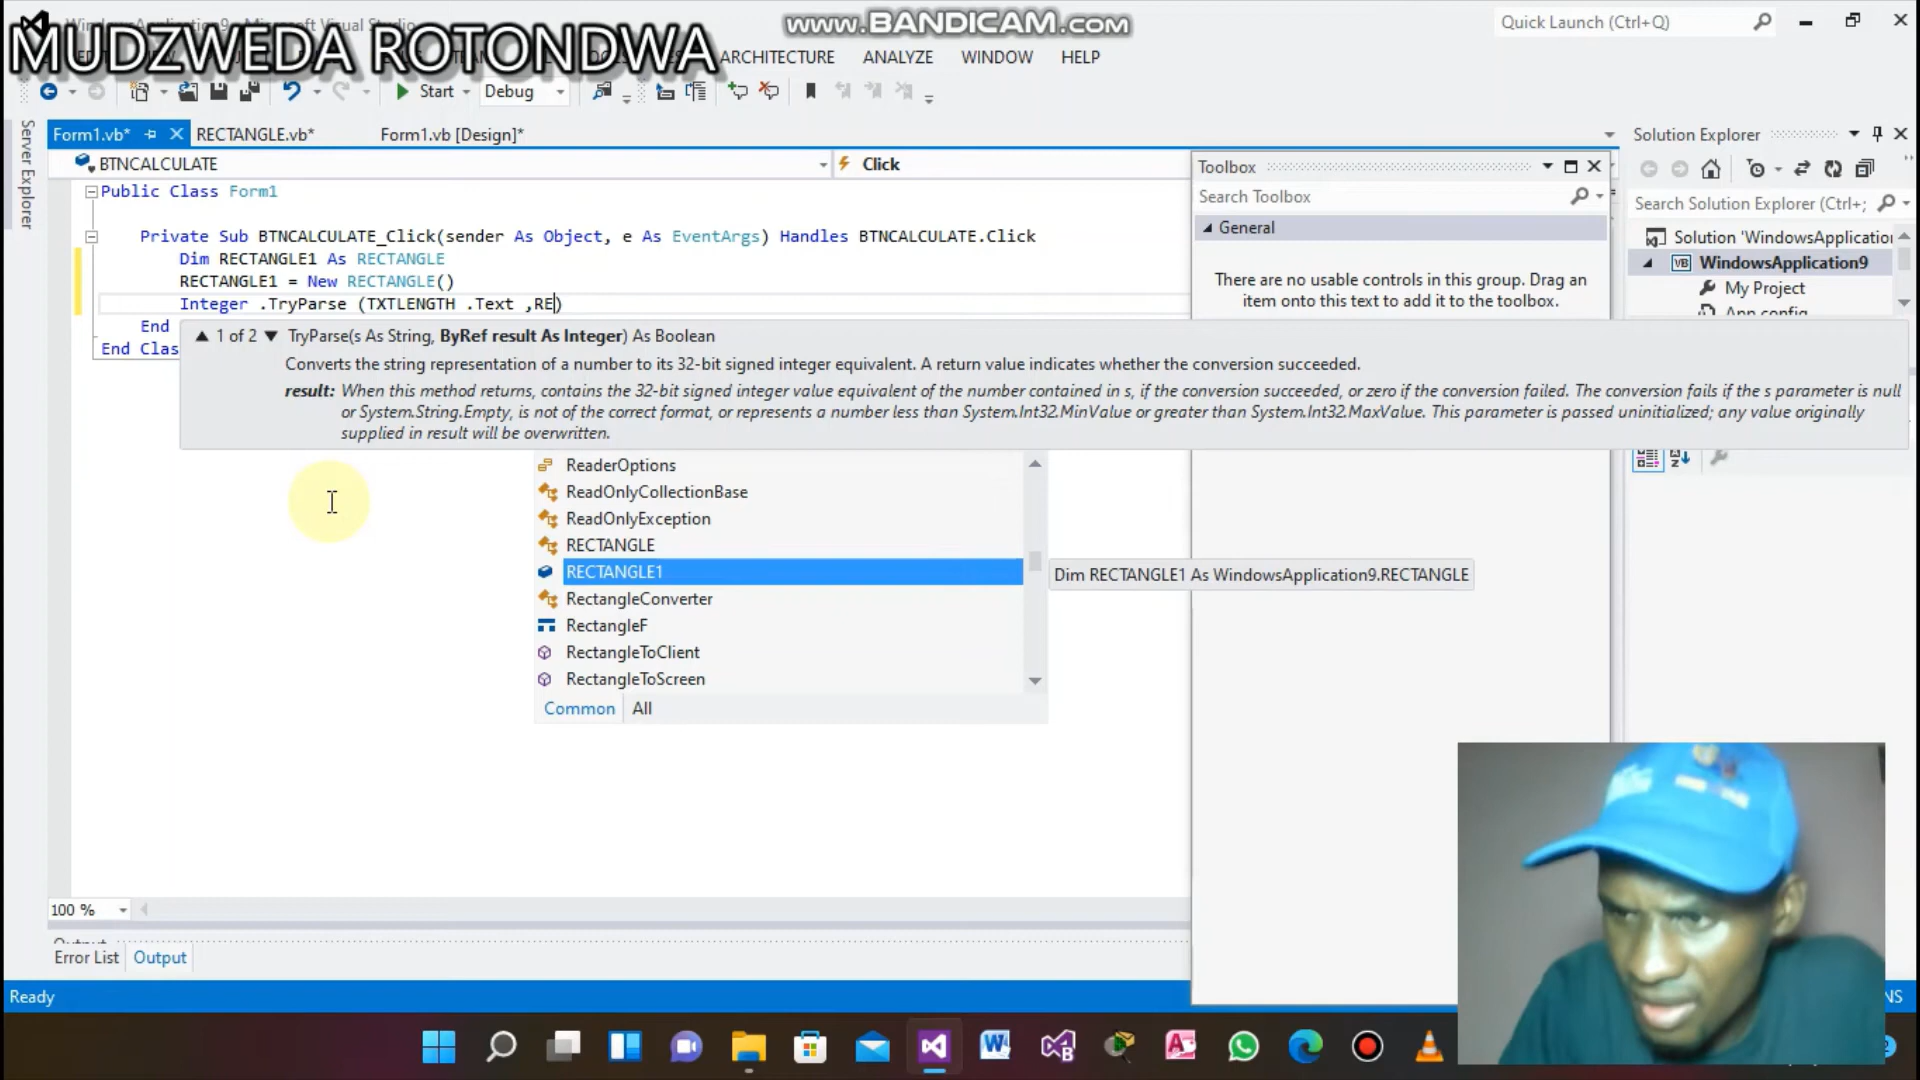 WindowsApplication9 - Microsoft Visual Studio
www.BANDICAM.com
Quick Launch (Ctrl+Q)
MUDZWEDA ROTONDWA
ARCHITECTURE ANALYZE WINDOW HELP
Start Debug
Server Explorer
Form1.vb* RECTANGLE.vb* Form1.vb [Design]*
BTNCALCULATE Click
Public Class Form1
Private Sub BTNCALCULATE_Click(sender As Object, e As EventArgs) Handles BTNCALCULATE.Click
Dim RECTANGLE1 As RECTANGLE
RECTANGLE1 = New RECTANGLE()
Integer .TryParse (TXTLENGTH .Text ,RE)
End
End Clas
1 of 2 TryParse(s As String, ByRef result As Integer) As Boolean
Converts the string representation of a number to its 32-bit signed integer equivalent. A return value indicates whether the conversion succeeded.
result: When this method returns, contains the 32-bit signed integer value equivalent of the number contained in s, if the conversion succeeded, or zero if the conversion failed. The conversion fails if the s parameter is null
or System.String.Empty, is not of the correct format, or represents a number less than System.Int32.MinValue or greater than System.Int32.MaxValue. This parameter is passed uninitialized; any value originally
supplied in result will be overwritten.
ReaderOptions
ReadOnlyCollectionBase
ReadOnlyException
RECTANGLE
RECTANGLE1
RectangleConverter
RectangleF
RectangleToClient
RectangleToScreen
Common All
Dim RECTANGLE1 As WindowsApplication9.RECTANGLE
Toolbox
Search Toolbox
General
There are no usable controls in this group. Drag an
item onto this text to add it to the toolbox.
Solution Explorer
Search Solution Explorer (Ctrl+;
Solution 'WindowsApplication
WindowsApplication9
My Project
App.config
100 %
Output
Error List Output
Ready
NS